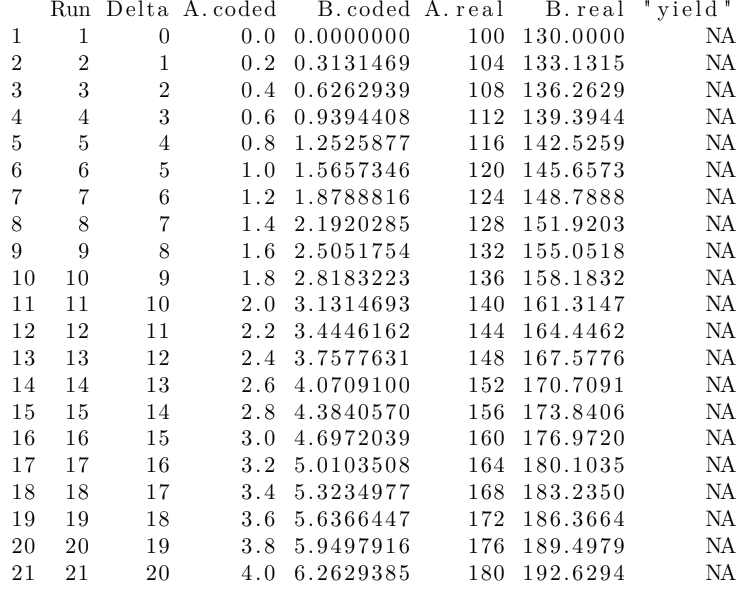 Run Delta A.coded B.coded A.real B.real "yield"
1 1 0 0.0 0.0000000 100 130.0000 NA
2 2 1 0.2 0.3131469 104 133.1315 NA
3 3 2 0.4 0.6262939 108 136.2629 NA
4 4 3 0.6 0.9394408 112 139.3944 NA
5 5 4 0.8 1.2525877 116 142.5259 NA
6 6 5 1.0 1.5657346 120 145.6573 NA
7 7 6 1.2 1.8788816 124 148.7888 NA
8 8 7 1.4 2.1920285 128 151.9203 NA
9 9 8 1.6 2.5051754 132 155.0518 NA
10 10 9 1.8 2.8183223 136 158.1832 NA
11 11 10 2.0 3.1314693 140 161.3147 NA
12 12 11 2.2 3.4446162 144 164.4462 NA
13 13 12 2.4 3.7577631 148 167.5776 NA
14 14 13 2.6 4.0709100 152 170.7091 NA
15 15 14 2.8 4.3840570 156 173.8406 NA
16 16 15 3.0 4.6972039 160 176.9720 NA
17 17 16 3.2 5.0103508 164 180.1035 NA
18 18 17 3.4 5.3234977 168 183.2350 NA
19 19 18 3.6 5.6366447 172 186.3664 NA
20 20 19 3.8 5.9497916 176 189.4979 NA
21 21 20 4.0 6.2629385 180 192.6294 NA